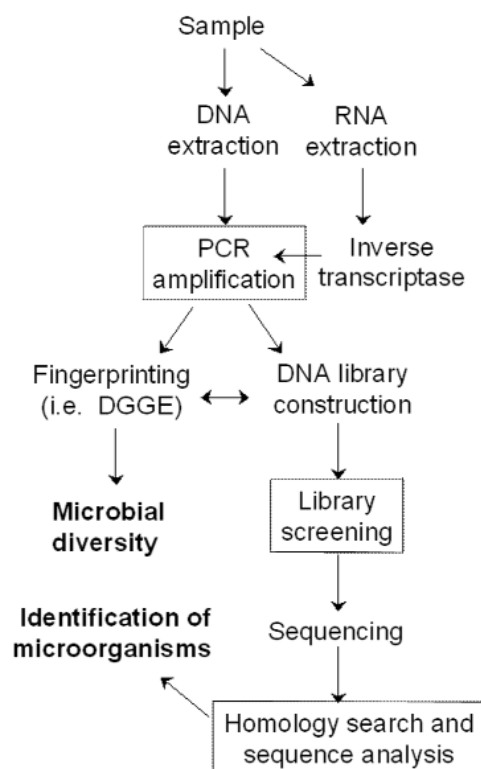 Sample
DNA
extraction
RNA
extraction
PCR
amplification
Inverse
transcriptase
Fingerprinting
(i.e. DGGE)
DNA library
construction
Microbial
diversity
Library
screening
Identification of
microorganisms
Sequencing
Homology search and
sequence analysis